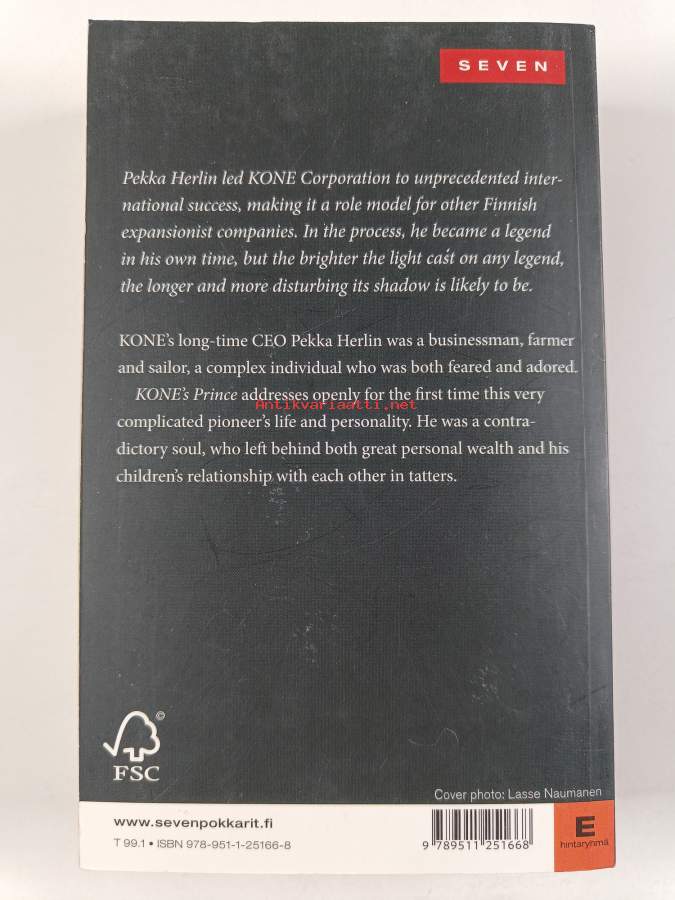 SEVEN
Pekka Herlin led KONE Corporation to unprecedented inter-
national success, making it a role model for other Finnish
expansionist companies. In the process, he became a legend
in his own time, but the brighter the light cast on any legend,
the longer and more disturbing its shadow is likely to be.
KONE's long-time CEO Pekka Herlin was a businessman, farmer
and sailor, a complex individual who was both feared and adored.
KONE's Prince addresses openly for the first time this very
Antikvariaatti.net
complicated pioneer's life and personality. He was a contra-
dictory soul, who left behind both great personal wealth and his
children's relationship with each other in tatters.
©
FSC
Cover photo: Lasse Naumanen
www.sevenpokkarit.fi
T 99.1 • ISBN 978-951-1-25166-8
9 789511 251668
E
hintaryhmä